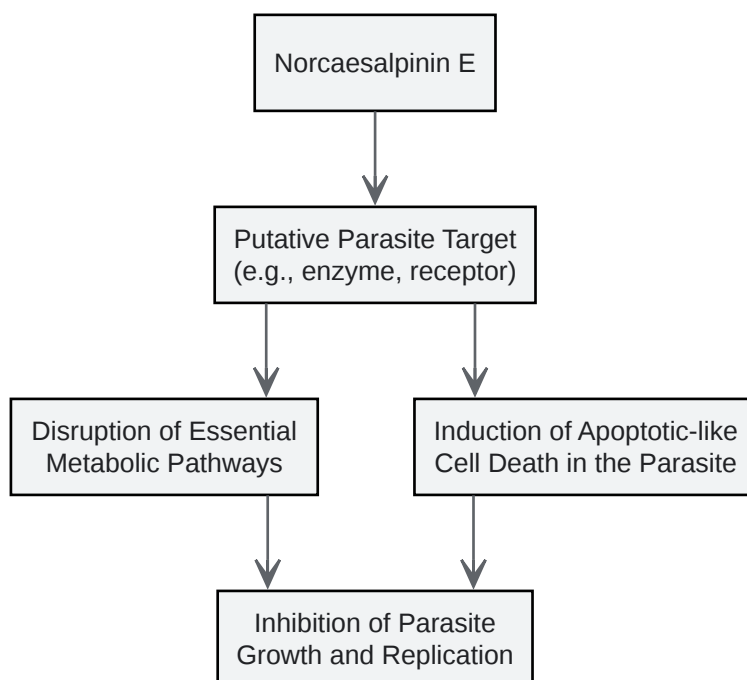 Norcaesalpinin E
Putative Parasite Target
(e.g., enzyme, receptor)
Disruption of Essential
Metabolic Pathways
Induction of Apoptotic-like
Cell Death in the Parasite
Inhibition of Parasite
Growth and Replication